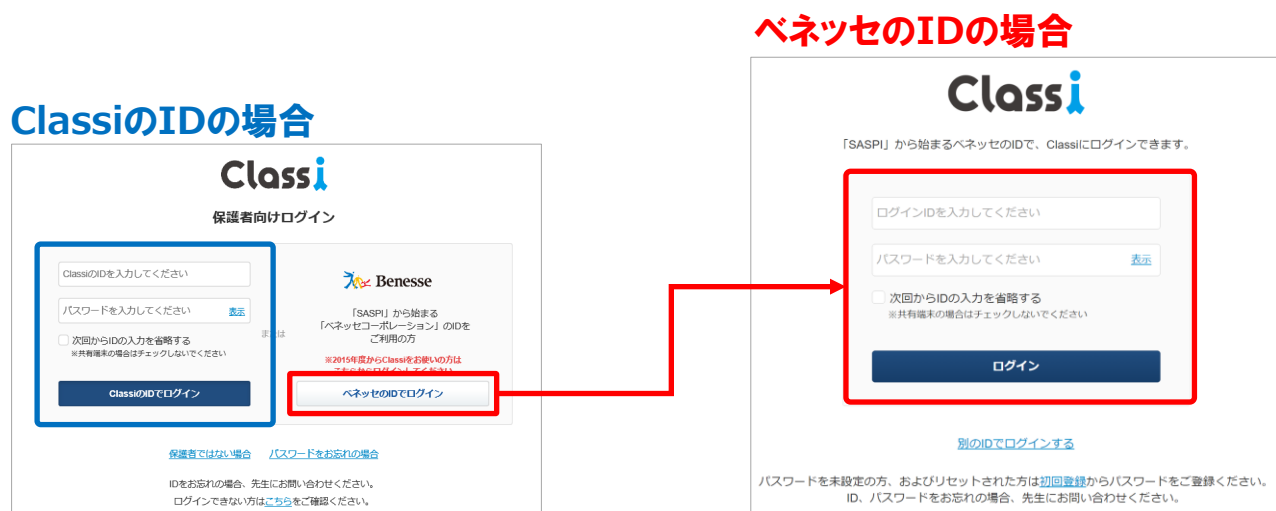 ClassiのIDの場合
Classi
保護者向けログイン
ClassiのIDを入力してください
パスワードを入力してください 表示
次回からIDの入力を省略する
※共有端末の場合はチェックしないでください
ClassiのIDでログイン
または
Benesse
「SASPI」から始まる
「ベネッセコーポレーション」のIDを
ご利用の方
※2015年度からClassiをお使いの方は
こちらからログインしてください
ベネッセのIDでログイン
保護者ではない場合 パスワードをお忘れの場合
IDをお忘れの場合、先生にお問い合わせください。
ログインできない方はこちらをご確認ください。
ベネッセのIDの場合
Classi
「SASPI」から始まるベネッセのIDで、Classiにログインできます。
ログインIDを入力してください
パスワードを入力してください 表示
次回からIDの入力を省略する
※共有端末の場合はチェックしないでください
ログイン
別のIDでログインする
パスワードを未設定の方、およびリセットされた方は初回登録からパスワードをご登録ください。
ID、パスワードをお忘れの場合、先生にお問い合わせください。